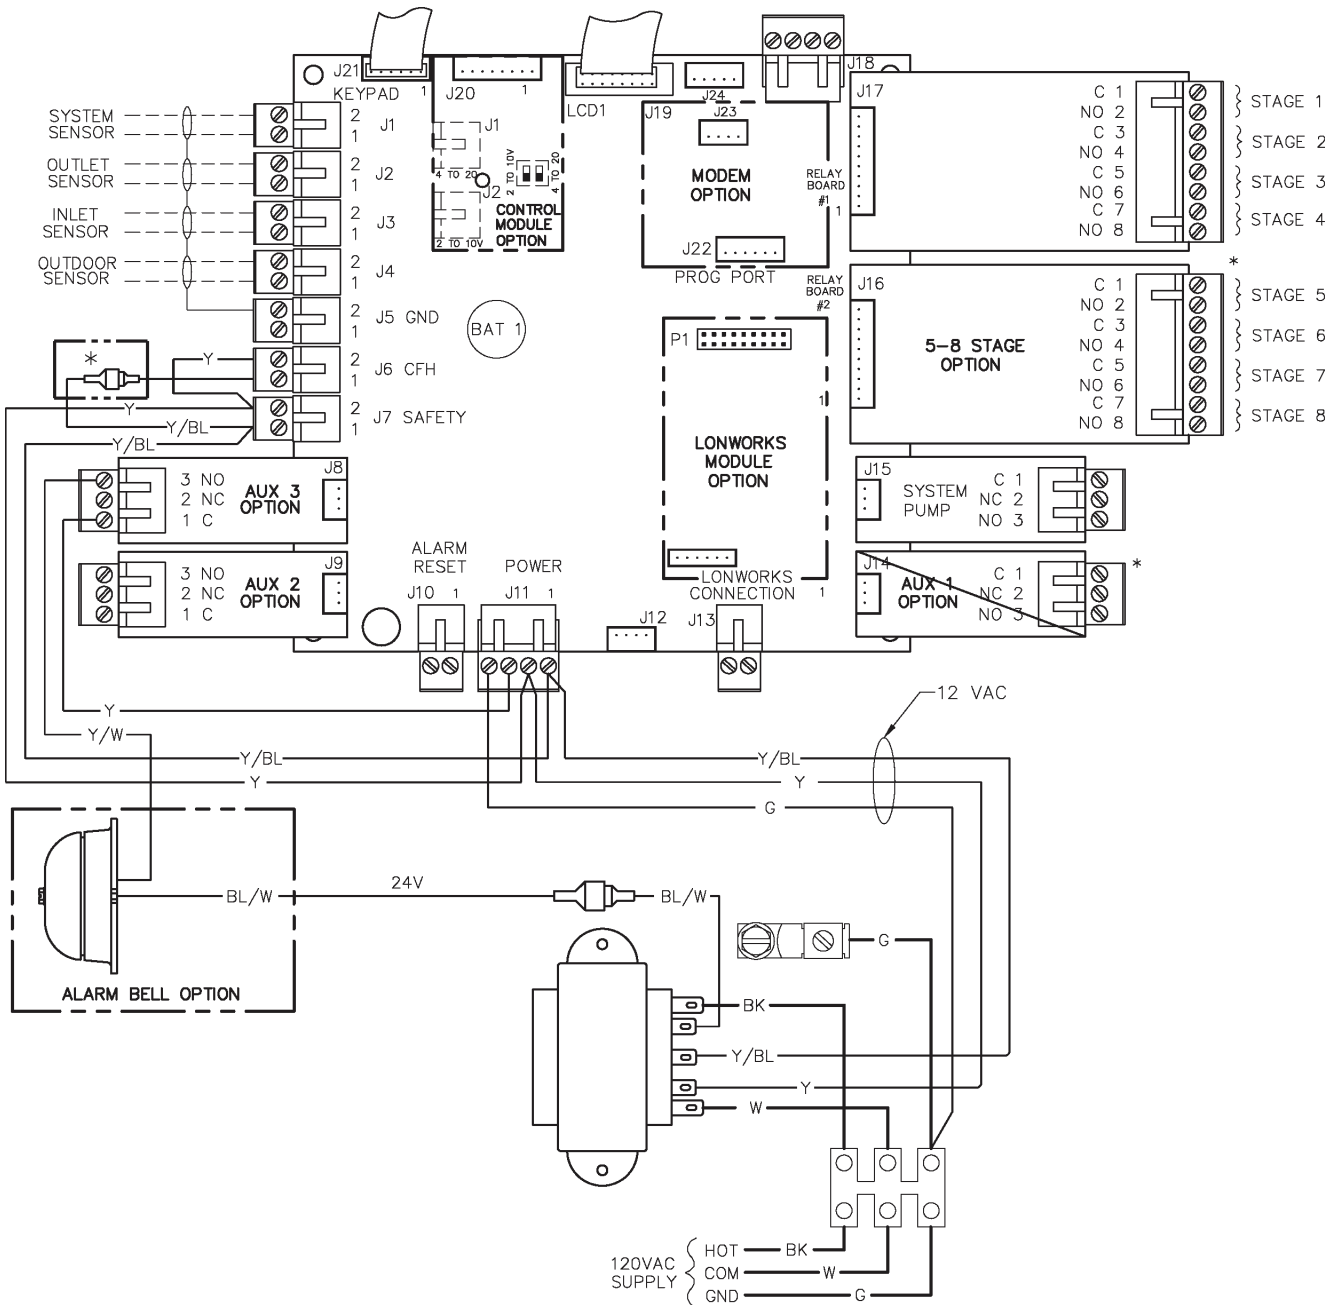 J21
KEYPAD
1
J20
1
LCD1
J24
J18
J19
J23
MODEM
OPTION
J22
PROG PORT
RELAY
BOARD
#1
1
J17
C 1
NO 2
C 3
NO 4
C 5
NO 6
C 7
NO 8
STAGE 1
STAGE 2
STAGE 3
STAGE 4
SYSTEM
SENSOR
2
1
J1
OUTLET
SENSOR
2
1
J2
INLET
SENSOR
2
1
J3
OUTDOOR
SENSOR
2
1
J4
2
1
J5 GND
2
1
J6 CFH
2
1
J7 SAFETY
J1
4 TO 20
J2
2 TO 10V
2 TO 10V
4 TO 20
CONTROL
MODULE
OPTION
BAT 1
*
Y
Y
Y/BL
Y/BL
RELAY
BOARD
#2
J16
5-8 STAGE
OPTION
*
C 1
NO 2
C 3
NO 4
C 5
NO 6
C 7
NO 8
STAGE 5
STAGE 6
STAGE 7
STAGE 8
P1
1
LONWORKS
MODULE
OPTION
1
J8
3 NO
2 NC
1 C
AUX 3
OPTION
J9
3 NO
2 NC
1 C
AUX 2
OPTION
J15
SYSTEM
PUMP
C 1
NC 2
NO 3
J14
AUX 1
OPTION
C 1
NC 2
NO 3
*
ALARM
RESET
J10 1
POWER
J11 1
J12
LONWORKS
CONNECTION
J13
12 VAC
Y
Y/W
Y/BL
Y
Y/BL
Y
G
24V
BL/W
BL/W
ALARM BELL OPTION
G
BK
Y/BL
Y
W
120VAC
SUPPLY
HOT
BK
COM
W
GND
G